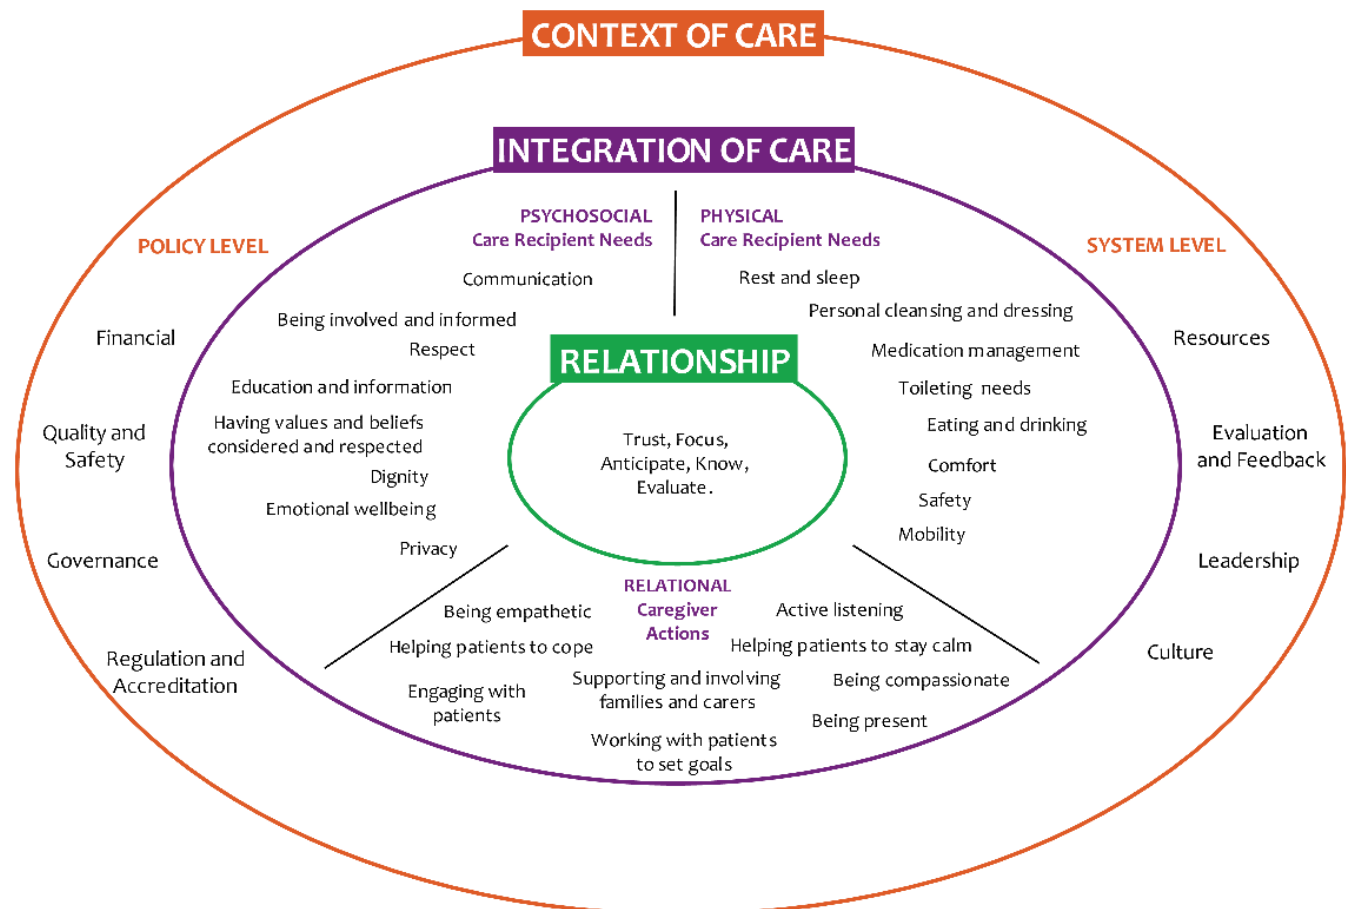 CONTEXT OF CARE
INTEGRATION OF CARE
PSYCHOSOCIAL
Care Recipient Needs
PHYSICAL
Care Recipient Needs
POLICY LEVEL
SYSTEM LEVEL
Communication
Being involved and informed
Respect
Education and information
Having values and beliefs
considered and respected
Dignity
Emotional wellbeing
Privacy
Rest and sleep
Personal cleansing and dressing
Medication management
Toileting needs
Eating and drinking
Comfort
Safety
Mobility
Financial
Quality and
Safety
Governance
Regulation and
Accreditation
Resources
Evaluation
and Feedback
Leadership
Culture
RELATIONSHIP
Trust, Focus,
Anticipate, Know,
Evaluate.
RELATIONAL
Caregiver
Actions
Being empathetic
Helping patients to cope
Engaging with
patients
Supporting and involving
families and carers
Working with patients
to set goals
Active listening
Helping patients to stay calm
Being compassionate
Being present